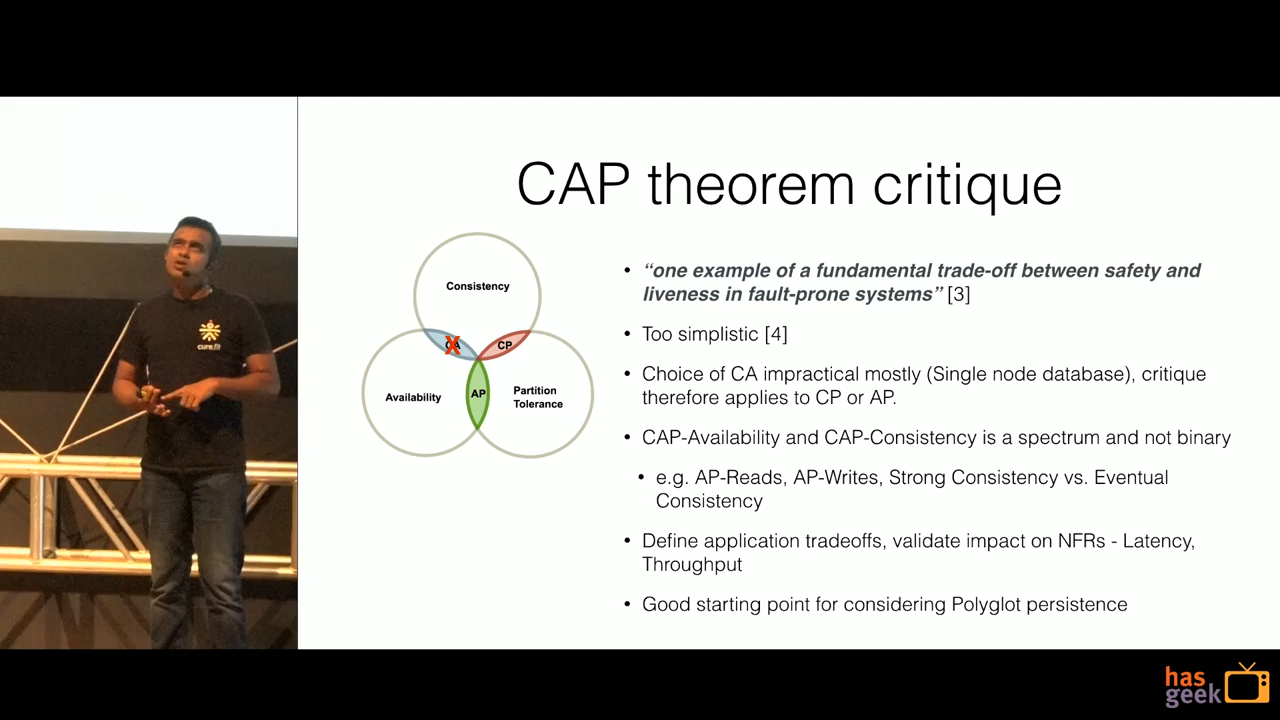 CAP theorem critique
Consistency
CA
CP
Availability
AP
Partition
Tolerance
• “one example of a fundamental trade-off between safety and
liveness in fault-prone systems” [3]
• Too simplistic [4]
• Choice of CA impractical mostly (Single node database), critique
therefore applies to CP or AP.
• CAP-Availability and CAP-Consistency is a spectrum and not binary
• e.g. AP-Reads, AP-Writes, Strong Consistency vs. Eventual
Consistency
• Define application tradeoffs, validate impact on NFRs - Latency,
Throughput
• Good starting point for considering Polyglot persistence
cure.fit
has
geek